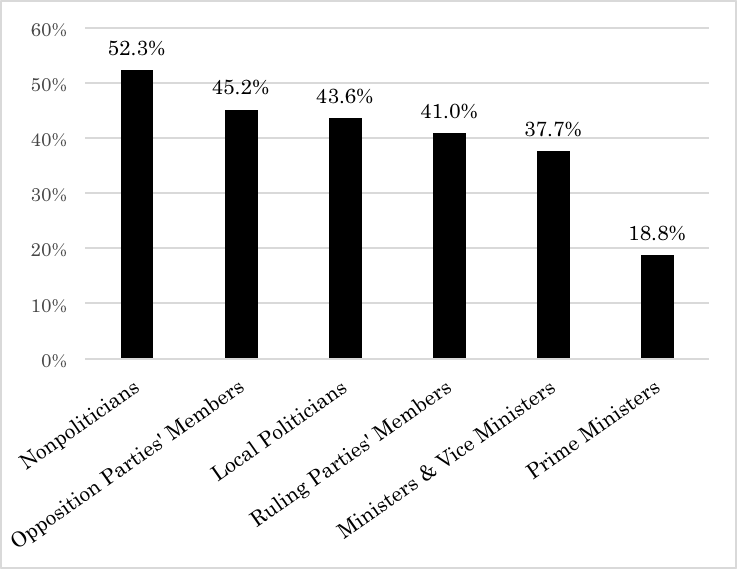 60%
50%
40%
30%
20%
10%
0%
52.3%
45.2%
43.6%
41.0%
37.7%
18.8%
Nonpoliticians
Opposition Parties' Members
Local Politicians
Ruling Parties' Members
Ministers & Vice Ministers
Prime Ministers